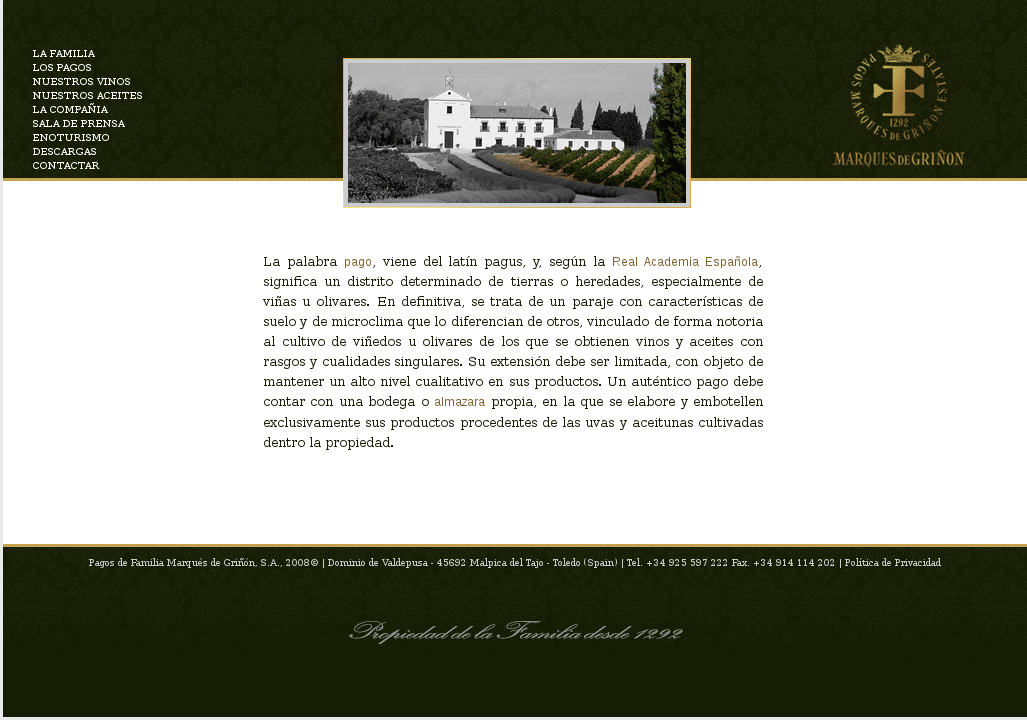 LA FAMILIA
LOS PAGOS
NUESTROS VINOS
NUESTROS ACEITES
LA COMPAÑIA
SALA DE PRENSA
ENOTURISMO
DESCARGAS
CONTACTAR
PAGOS MARQUES DE GRIÑON ESTATES
1292
MARQUES DE GRIÑON
La palabra pago, viene del latín pagus, y, según la Real Academia Española,
significa un distrito determinado de tierras o heredades, especialmente de
viñas u olivares. En definitiva, se trata de un paraje con características de
suelo y de microclima que lo diferencian de otros, vinculado de forma notoria
al cultivo de viñedos u olivares de los que se obtienen vinos y aceites con
rasgos y cualidades singulares. Su extensión debe ser limitada, con objeto de
mantener un alto nivel cualitativo en sus productos. Un auténtico pago debe
contar con una bodega o almazara propia, en la que se elabore y embotellen
exclusivamente sus productos procedentes de las uvas y aceitunas cultivadas
dentro la propiedad.
Pagos de Familia Marqués de Griñón, S.A., 2008© | Dominio de Valdepusa - 45692 Malpica del Tajo - Toledo (Spain) | Tel. +34 925 597 222 Fax. +34 914 114 202 | Política de Privacidad
Propiedad de la Familia desde 1292